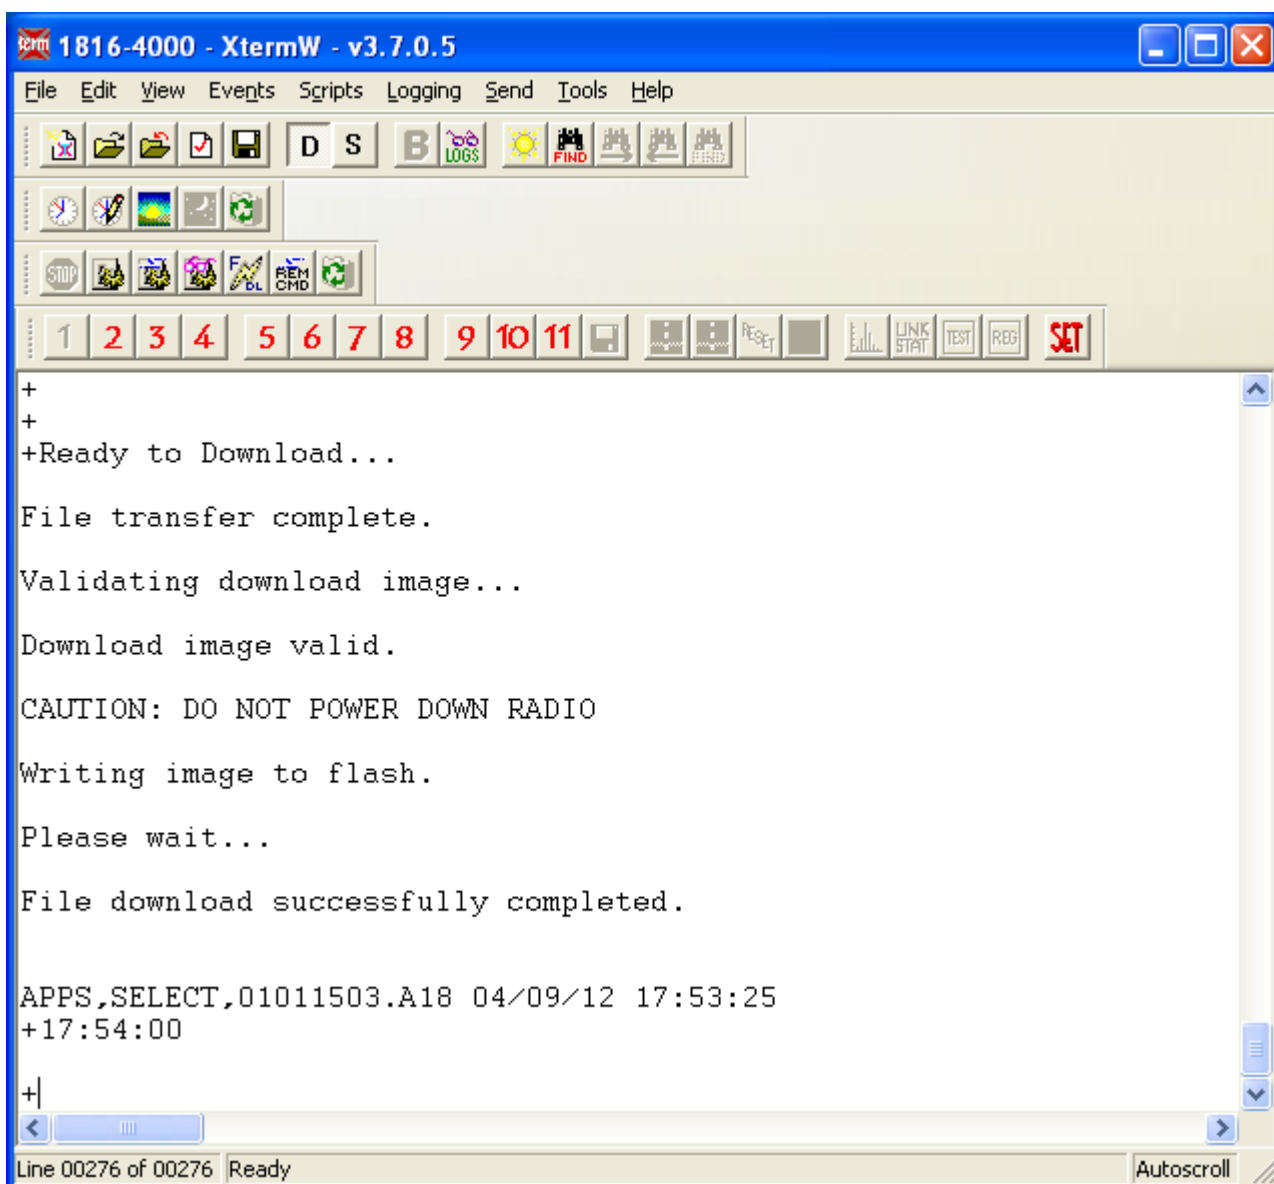 term 1816-4000 - XtermW - v3.7.0.5
File Edit View Events Scripts Logging Send Tools Help
D S B LOGS FIND FIND
STOP F DL REM CMD
1 2 3 4 5 6 7 8 9 10 11 RESET LINK STAT TEST REG SET
+
+
+Ready to Download...
File transfer complete.
Validating download image...
Download image valid.
CAUTION: DO NOT POWER DOWN RADIO
Writing image to flash.
Please wait...
File download successfully completed.
APPS,SELECT,01011503.A18 04/09/12 17:53:25
+17:54:00
+
Line 00276 of 00276 Ready Autoscroll